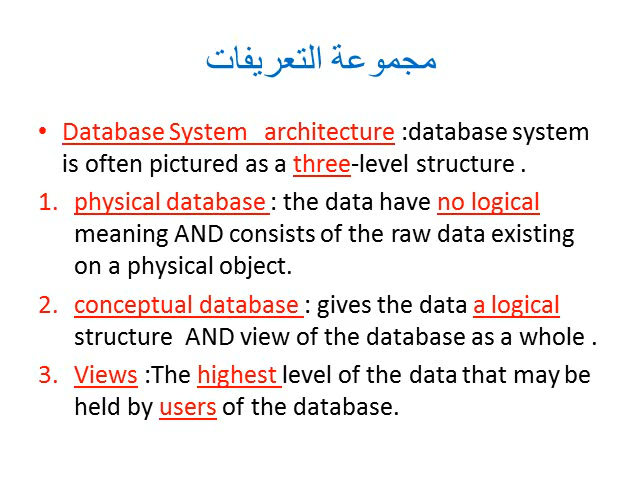 مجموعة التعريفات
• Database System architecture :database system
is often pictured as a three-level structure .
1. physical database : the data have no logical
meaning AND consists of the raw data existing
on a physical object.
2. conceptual database : gives the data a logical
structure AND view of the database as a whole .
3. Views :The highest level of the data that may be
held by users of the database.